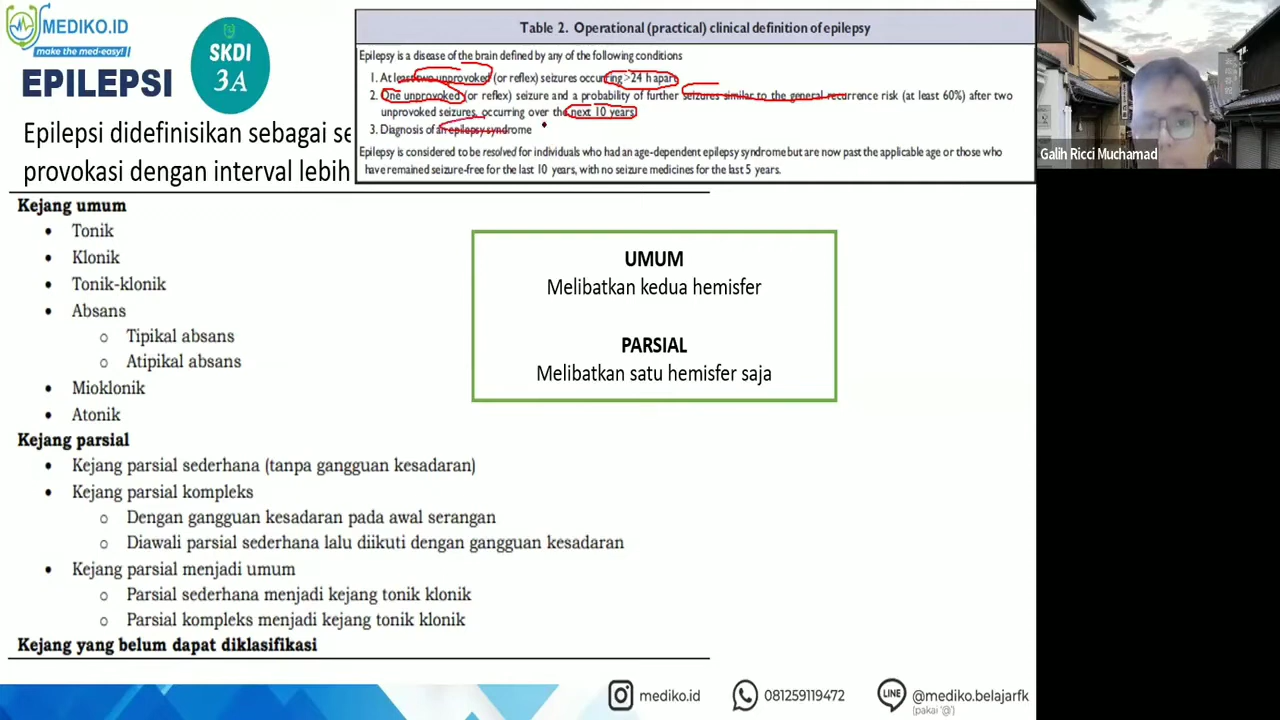 MEDIKO.ID
make the med-easy!
SKDI
3A
EPILEPSI
Epilepsi didefinisikan sebagai se
provokasi dengan interval lebih
Table 2. Operational (practical) clinical definition of epilepsy
Epilepsy is a disease of the brain defined by any of the following conditions
1. At least two unprovoked (or reflex) seizures occurring >24 h apart
2. One unprovoked (or reflex) seizure and a probability of further seizures similar to the general recurrence risk (at least 60%) after two
unprovoked seizures, occurring over the next 10 years
3. Diagnosis of an epilepsy syndrome
Epilepsy is considered to be resolved for individuals who had an age-dependent epilepsy syndrome but are now past the applicable age or those who
have remained seizure-free for the last 10 years, with no seizure medicines for the last 5 years.
Galih Ricci Muchamad
Kejang umum
• Tonik
• Klonik
• Tonik-klonik
• Absans
o Tipikal absans
o Atipikal absans
• Mioklonik
• Atonik
Kejang parsial
• Kejang parsial sederhana (tanpa gangguan kesadaran)
• Kejang parsial kompleks
o Dengan gangguan kesadaran pada awal serangan
o Diawali parsial sederhana lalu diikuti dengan gangguan kesadaran
• Kejang parsial menjadi umum
o Parsial sederhana menjadi kejang tonik klonik
o Parsial kompleks menjadi kejang tonik klonik
Kejang yang belum dapat diklasifikasi
UMUM
Melibatkan kedua hemisfer
PARSIAL
Melibatkan satu hemisfer saja
mediko.id
081259119472
LINE
@mediko.belajarfk
(pakai '@')